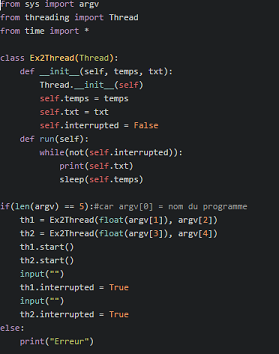 from sys import argv
from threading import Thread
from time import *
class Ex2Thread(Thread):
def __init__(self, temps, txt):
Thread.__init__(self)
self.temps = temps
self.txt = txt
self.interrupted = False
def run(self):
while(not(self.interrupted)):
print(self.txt)
sleep(self.temps)
if(len(argv) == 5):#car argv[0] = nom du programme
th1 = Ex2Thread(float(argv[1]), argv[2])
th2 = Ex2Thread(float(argv[3]), argv[4])
th1.start()
th2.start()
input("")
th1.interrupted = True
input("")
th2.interrupted = True
else:
print("Erreur")